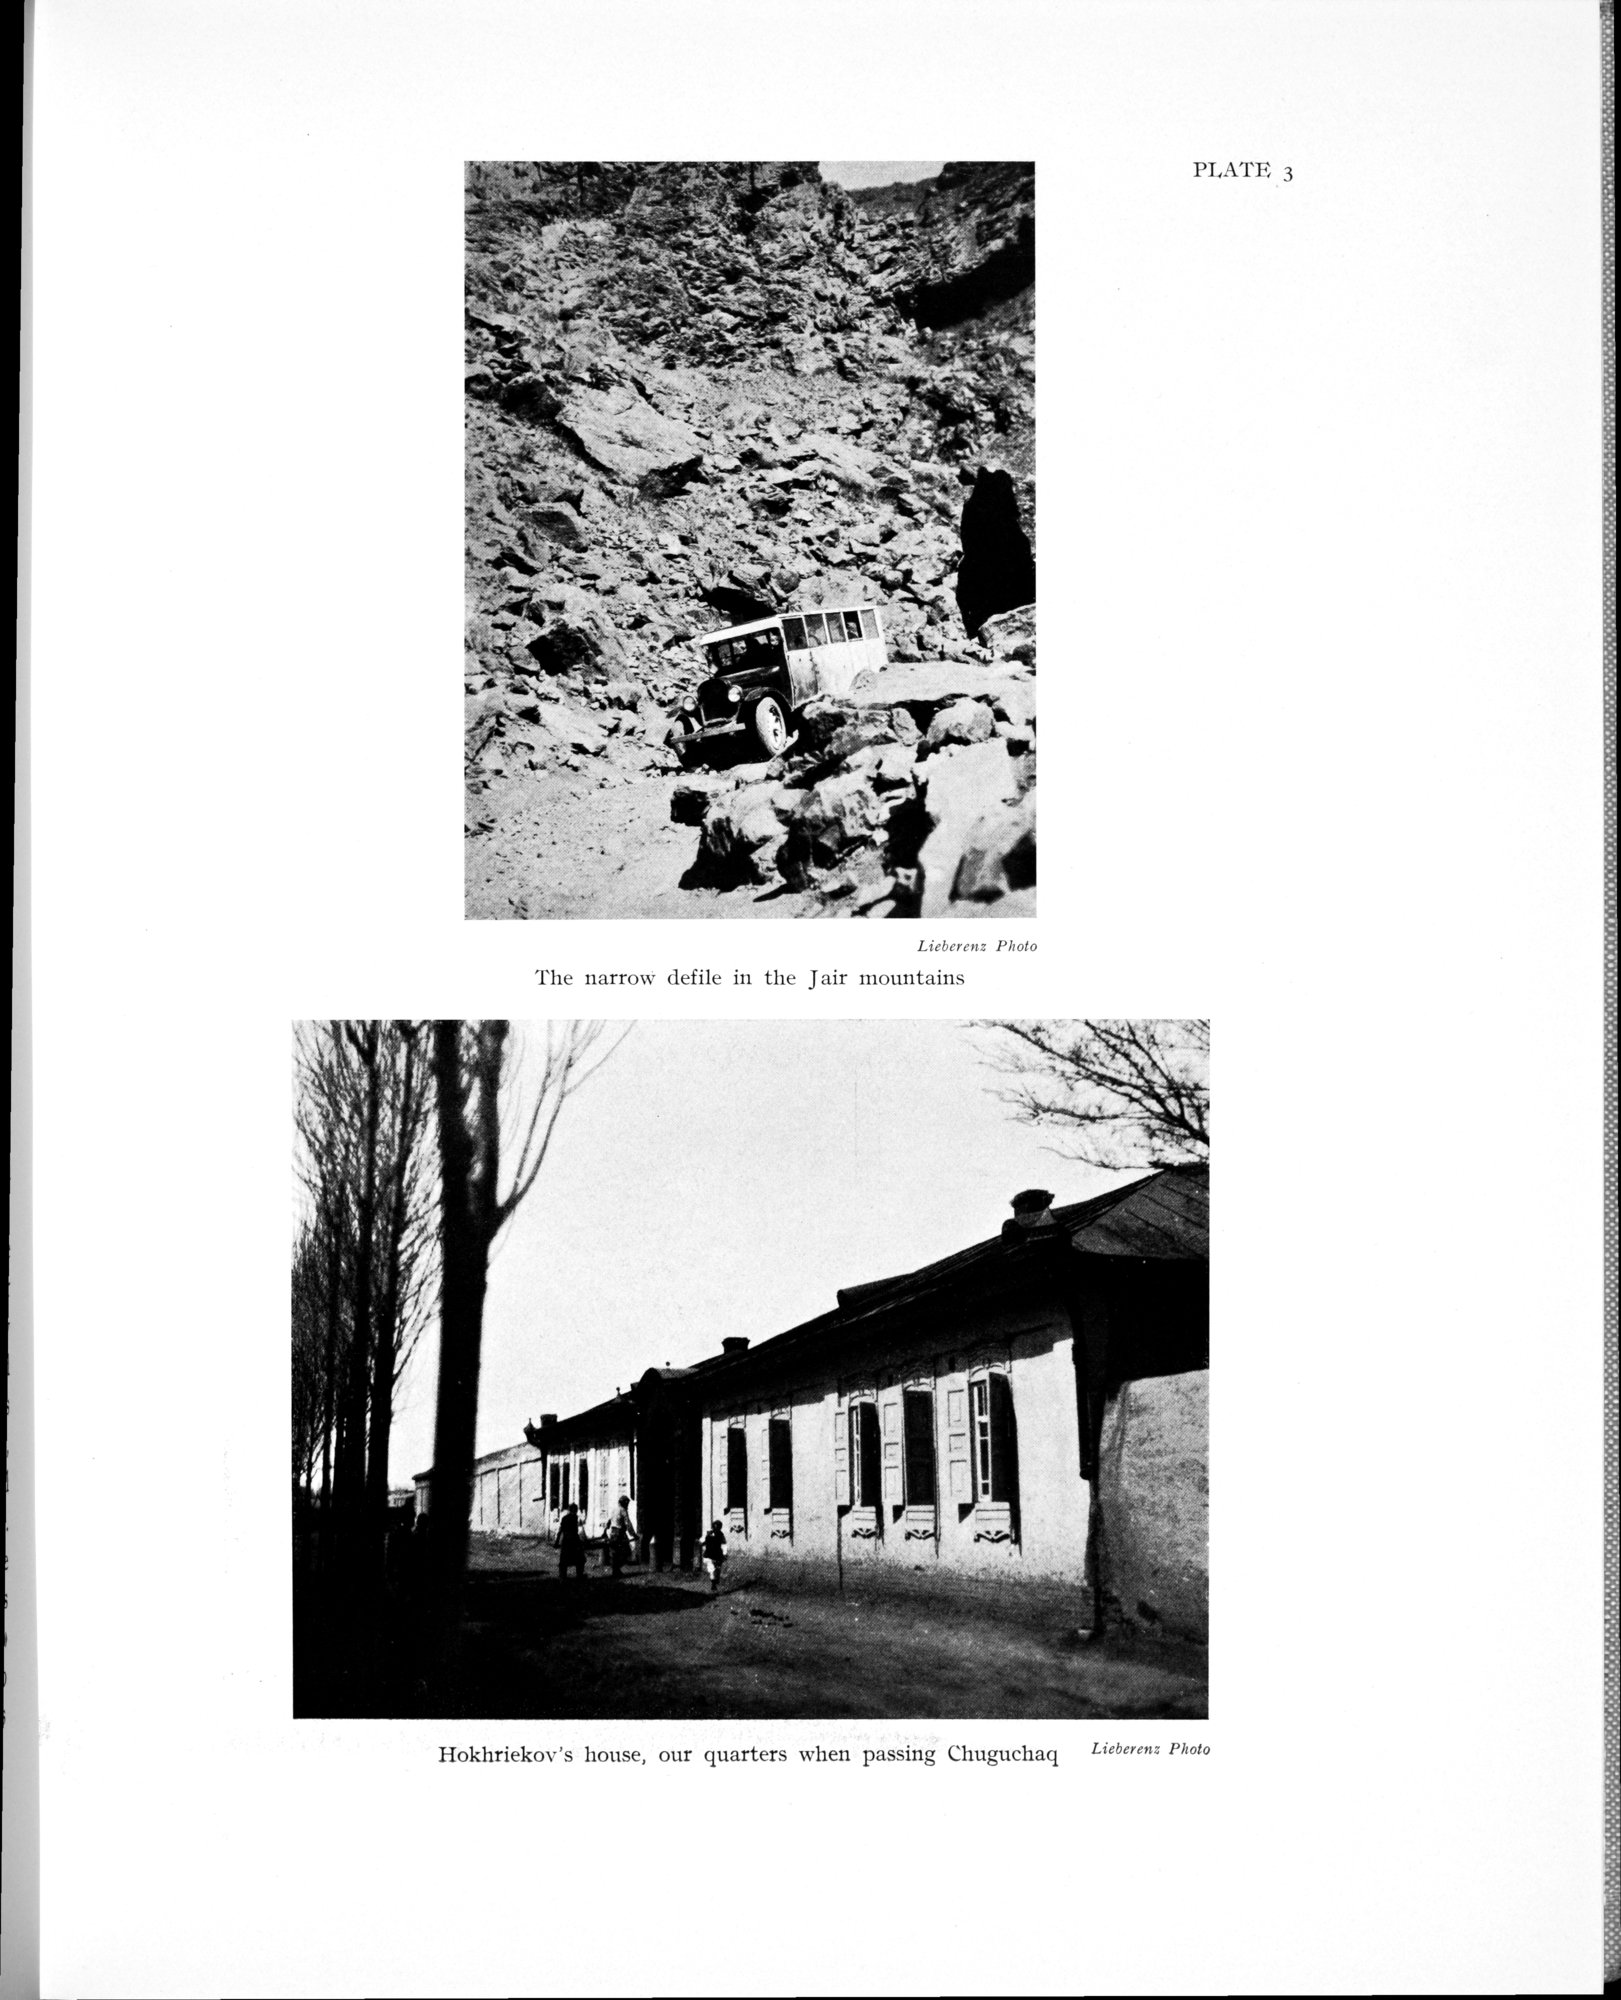 PLATE 3
Lieberenz Photo
The narrow defile in the Jair mountains
Hokhriekov's house, our quarters when passing Chuguchaq
Lieberenz Photo